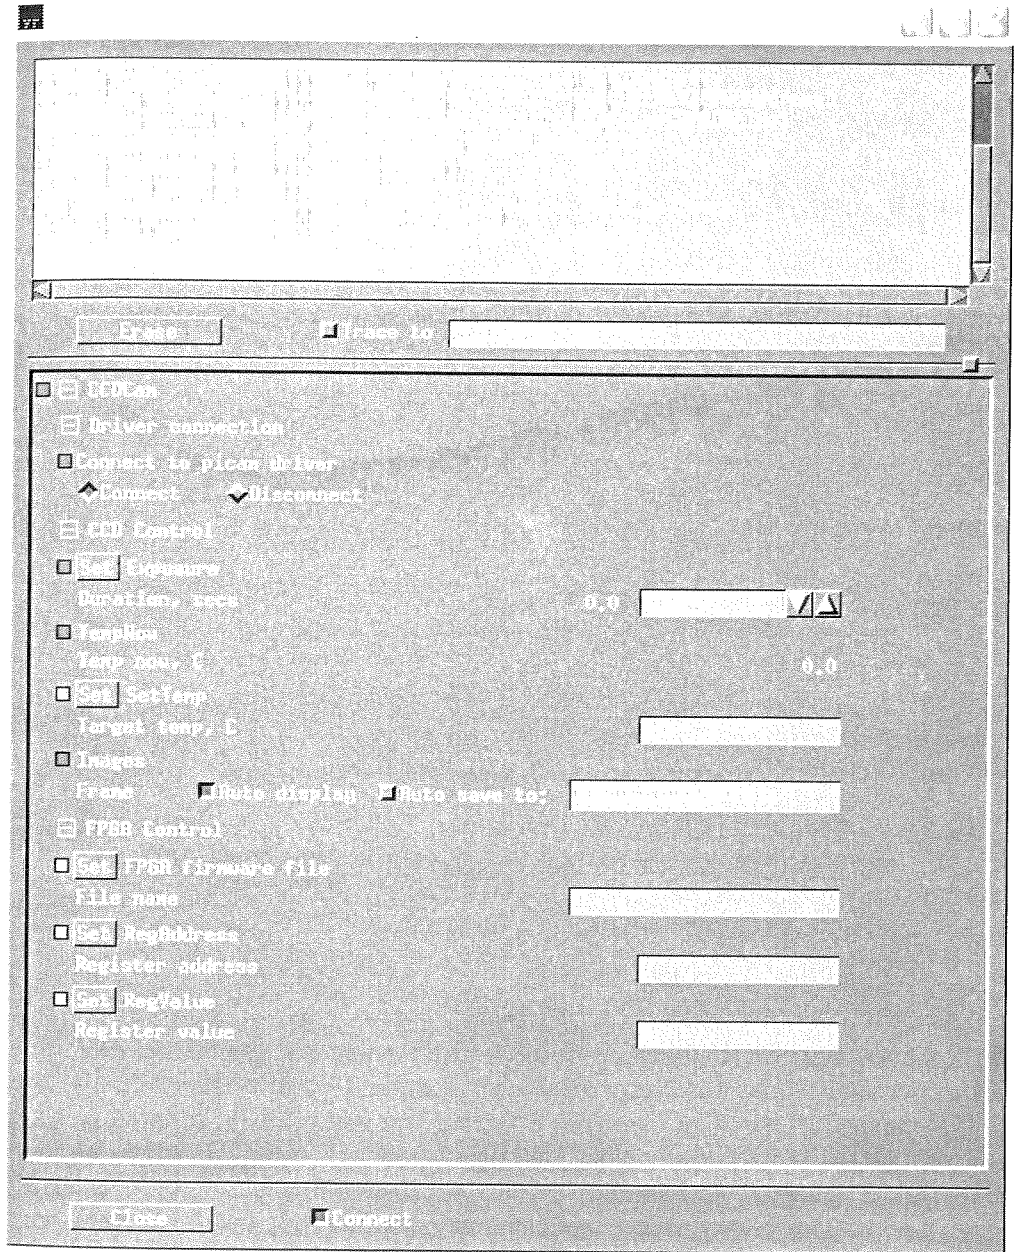 Erase
to
CCDCam
Driver connection
Connect to picam driver
Connect Disconnect
CCD Control
Set Exposure
Duration, secs 0.0
TempNow
Temp now, C 0.0
Set SetTemp
Target temp, C
Images
Frame Auto display Auto save to:
FPGA Control
Set FPGA firmware file
File name
Set RegAddress
Register address
Set RegValue
Register value
Close Connect